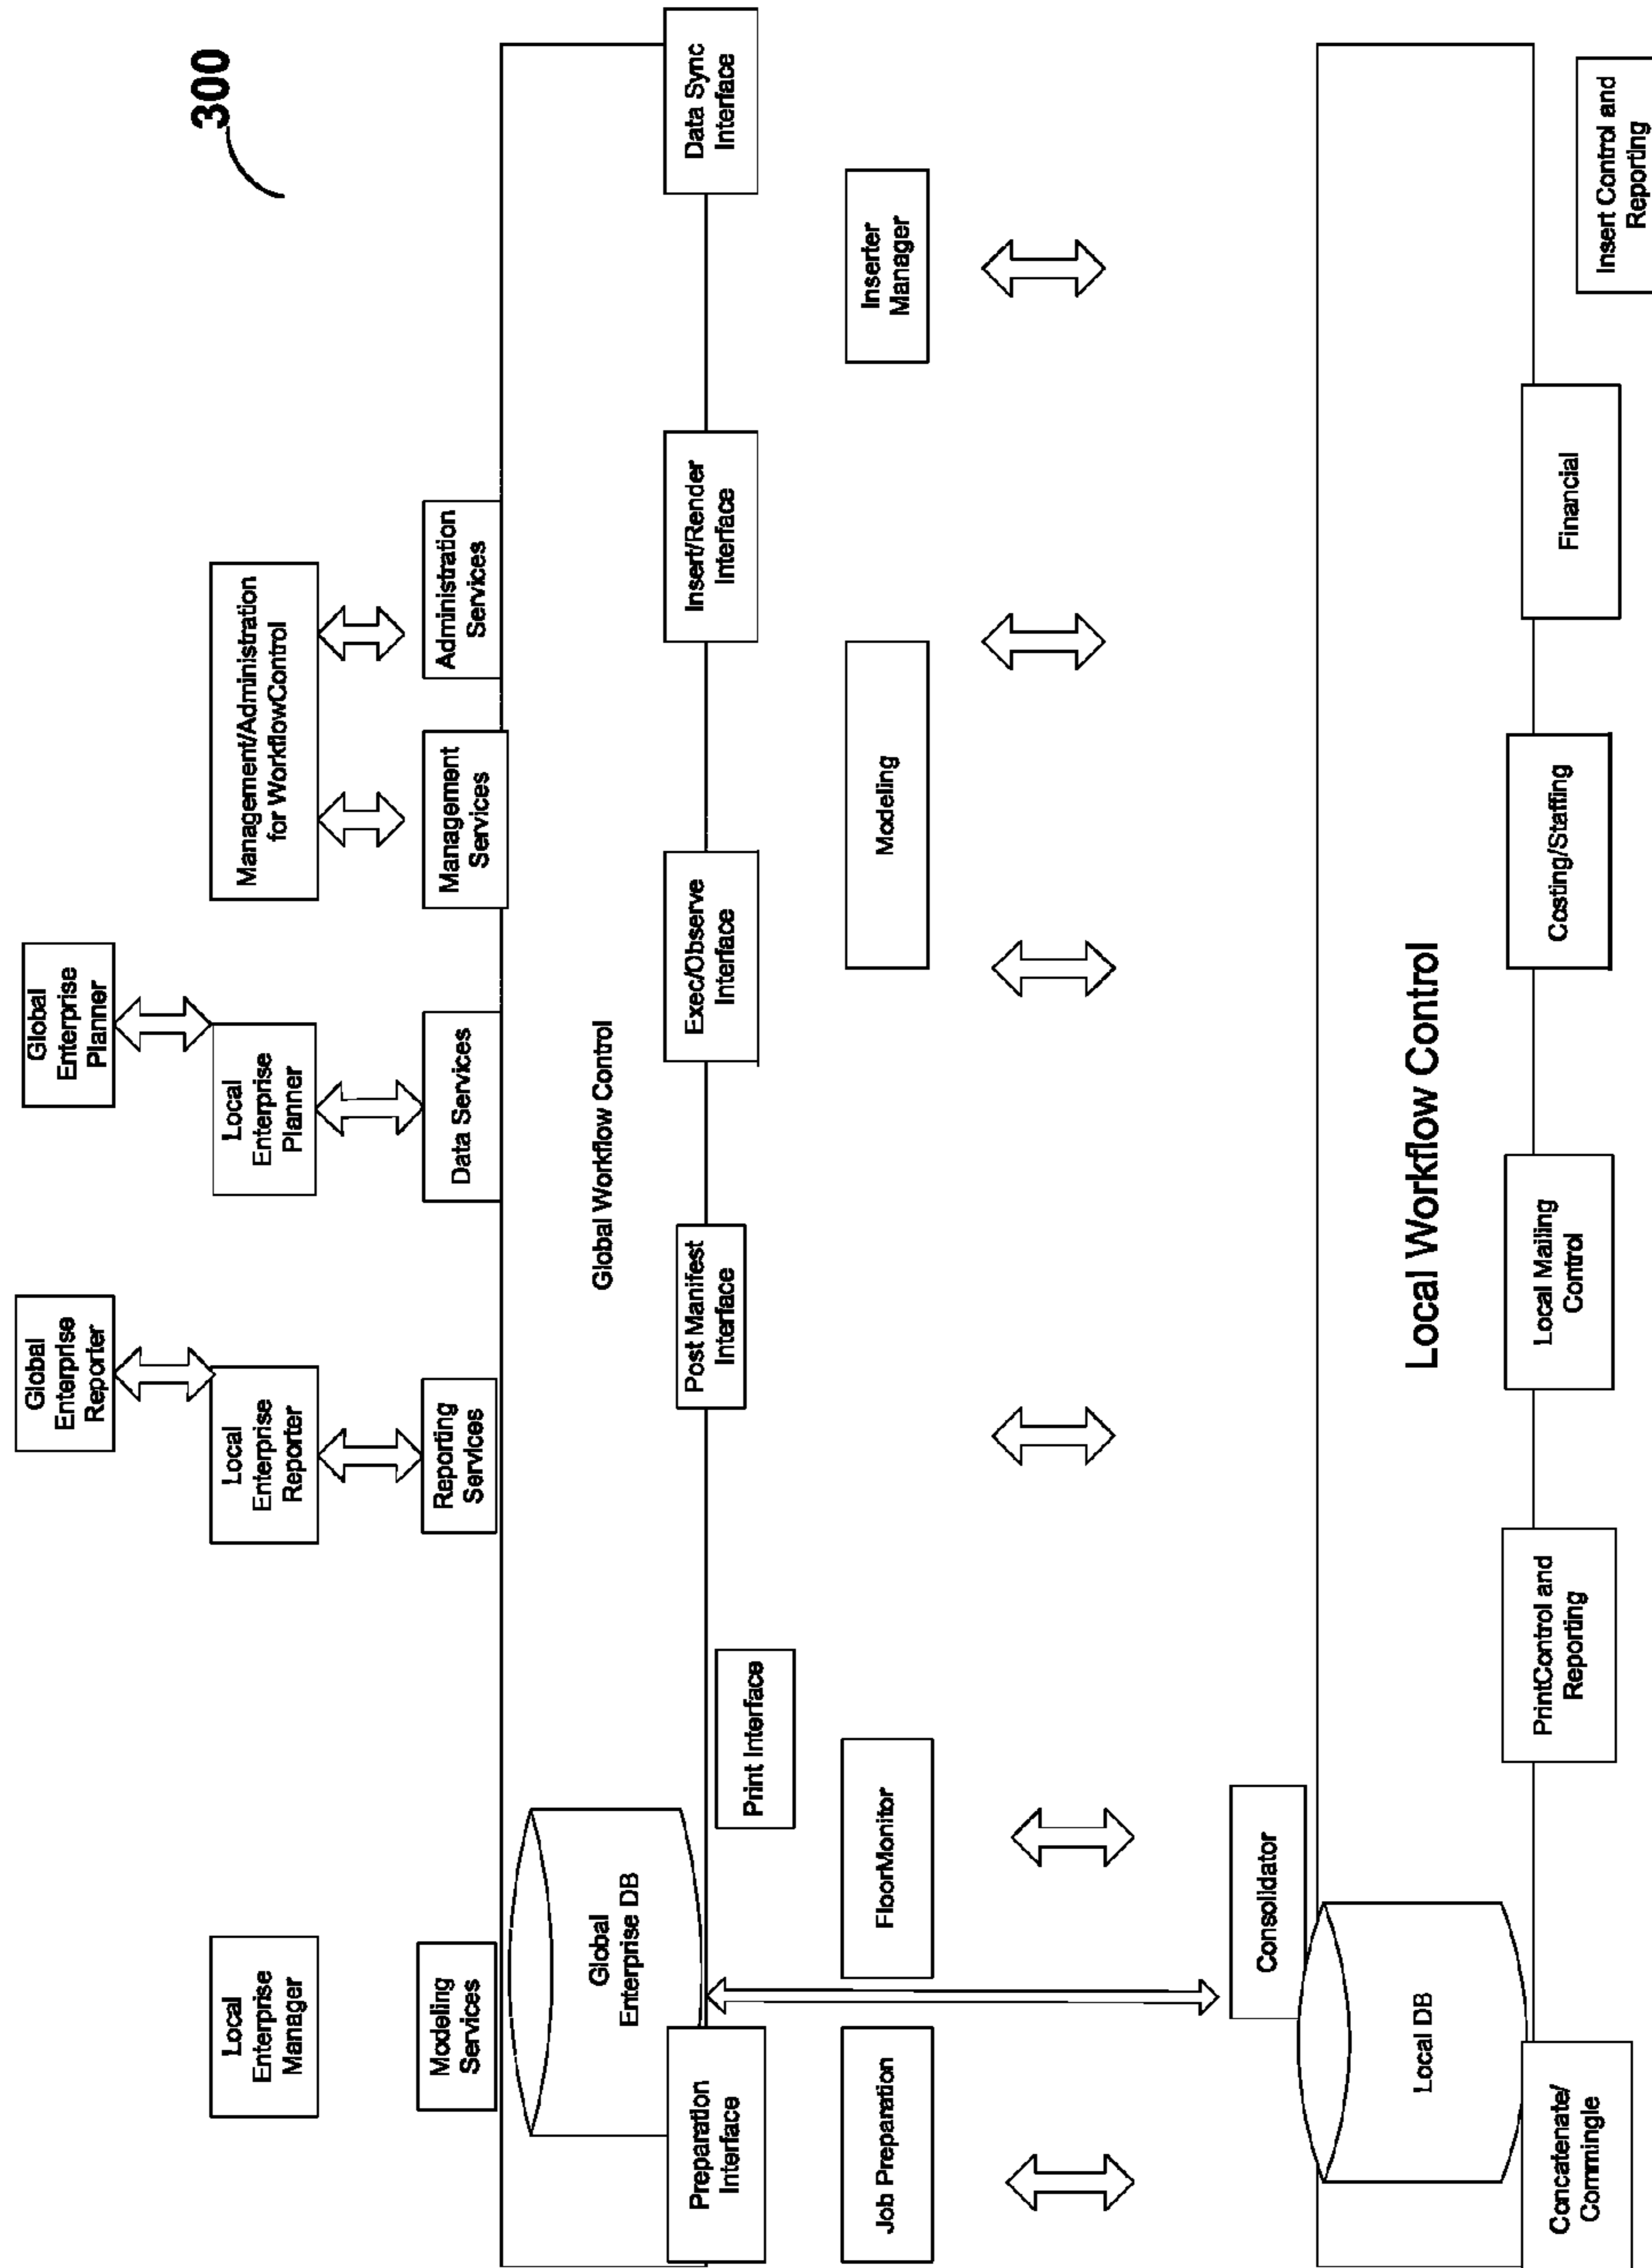 300
Global
Enterprise
Reporter
Global
Enterprise
Planner
Local
Enterprise
Manager
Local
Enterprise
Reporter
Local
Enterprise
Planner
Management/Administration
for WorkflowControl
Modeling
Services
Reporting
Services
Data Services
Management
Services
Administration
Services
Global
Enterprise DB
Global Workflow Control
Preparation
Interface
Print Interface
Post Manifest
Interface
Exec/Observe
Interface
Insert/Render
Interface
Data Sync
Interface
Job Preparation
FloorMonitor
Modeling
Inserter
Manager
Consolidator
Local DB
Local Workflow Control
Concatenate/
Commingle
PrintControl and
Reporting
Local Mailing
Control
Costing/Staffing
Financial
Insert Control and
Reporting